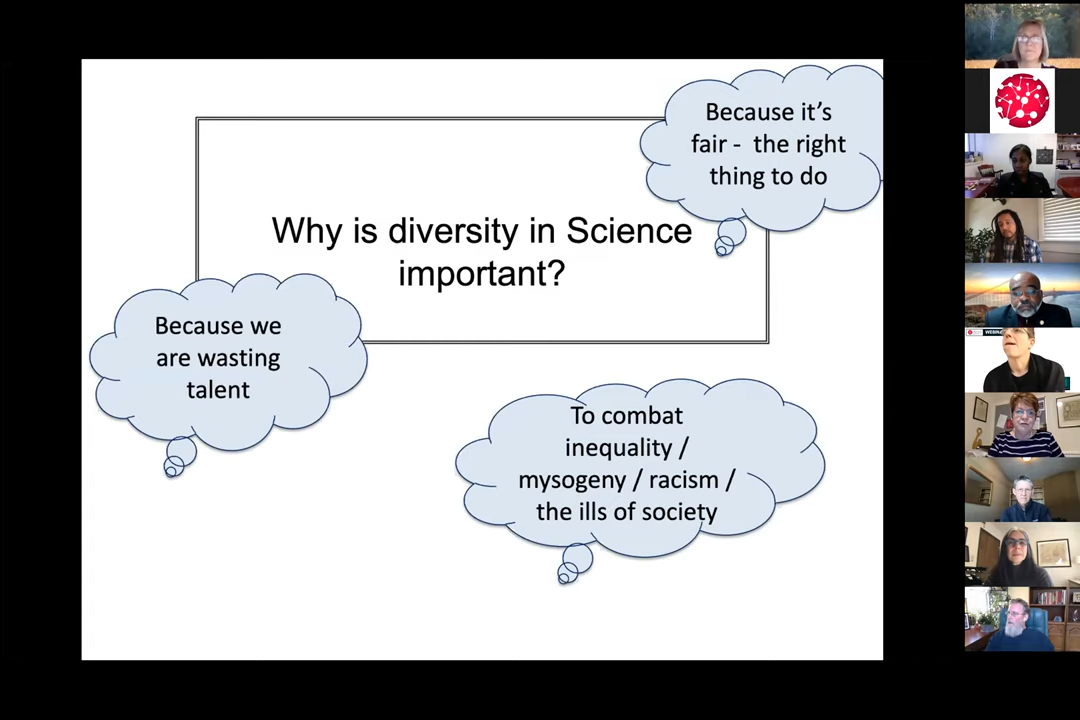 Why is diversity in Science
important?
Because it's
fair - the right
thing to do
Because we
are wasting
talent
To combat
inequality /
mysogeny / racism /
the ills of society